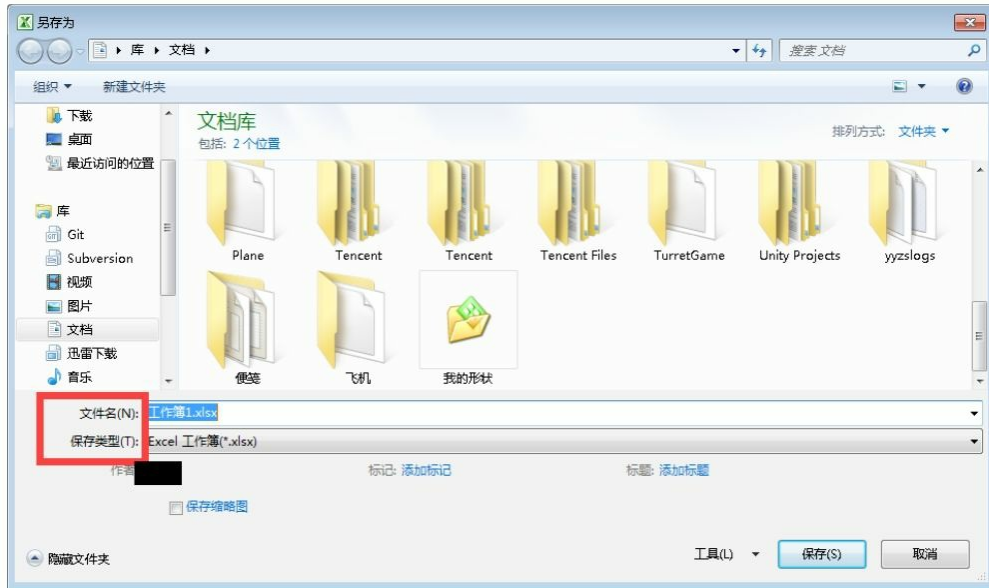 另存为
库 文档
搜索 文档
组织 新建文件夹
下载
桌面
最近访问的位置
库
Git
Subversion
视频
图片
文档
迅雷下载
音乐
文档库
包括: 2 个位置
排列方式: 文件夹
Plane Tencent Tencent Tencent Files TurretGame Unity Projects yyzslogs
便笺 飞机 我的形状
文件名(N): 工作簿1.xlsx
保存类型(T): Excel 工作簿(*.xlsx)
作者 标记: 添加标记 标题: 添加标题
保存缩略图
隐藏文件夹 工具(L) 保存(S) 取消